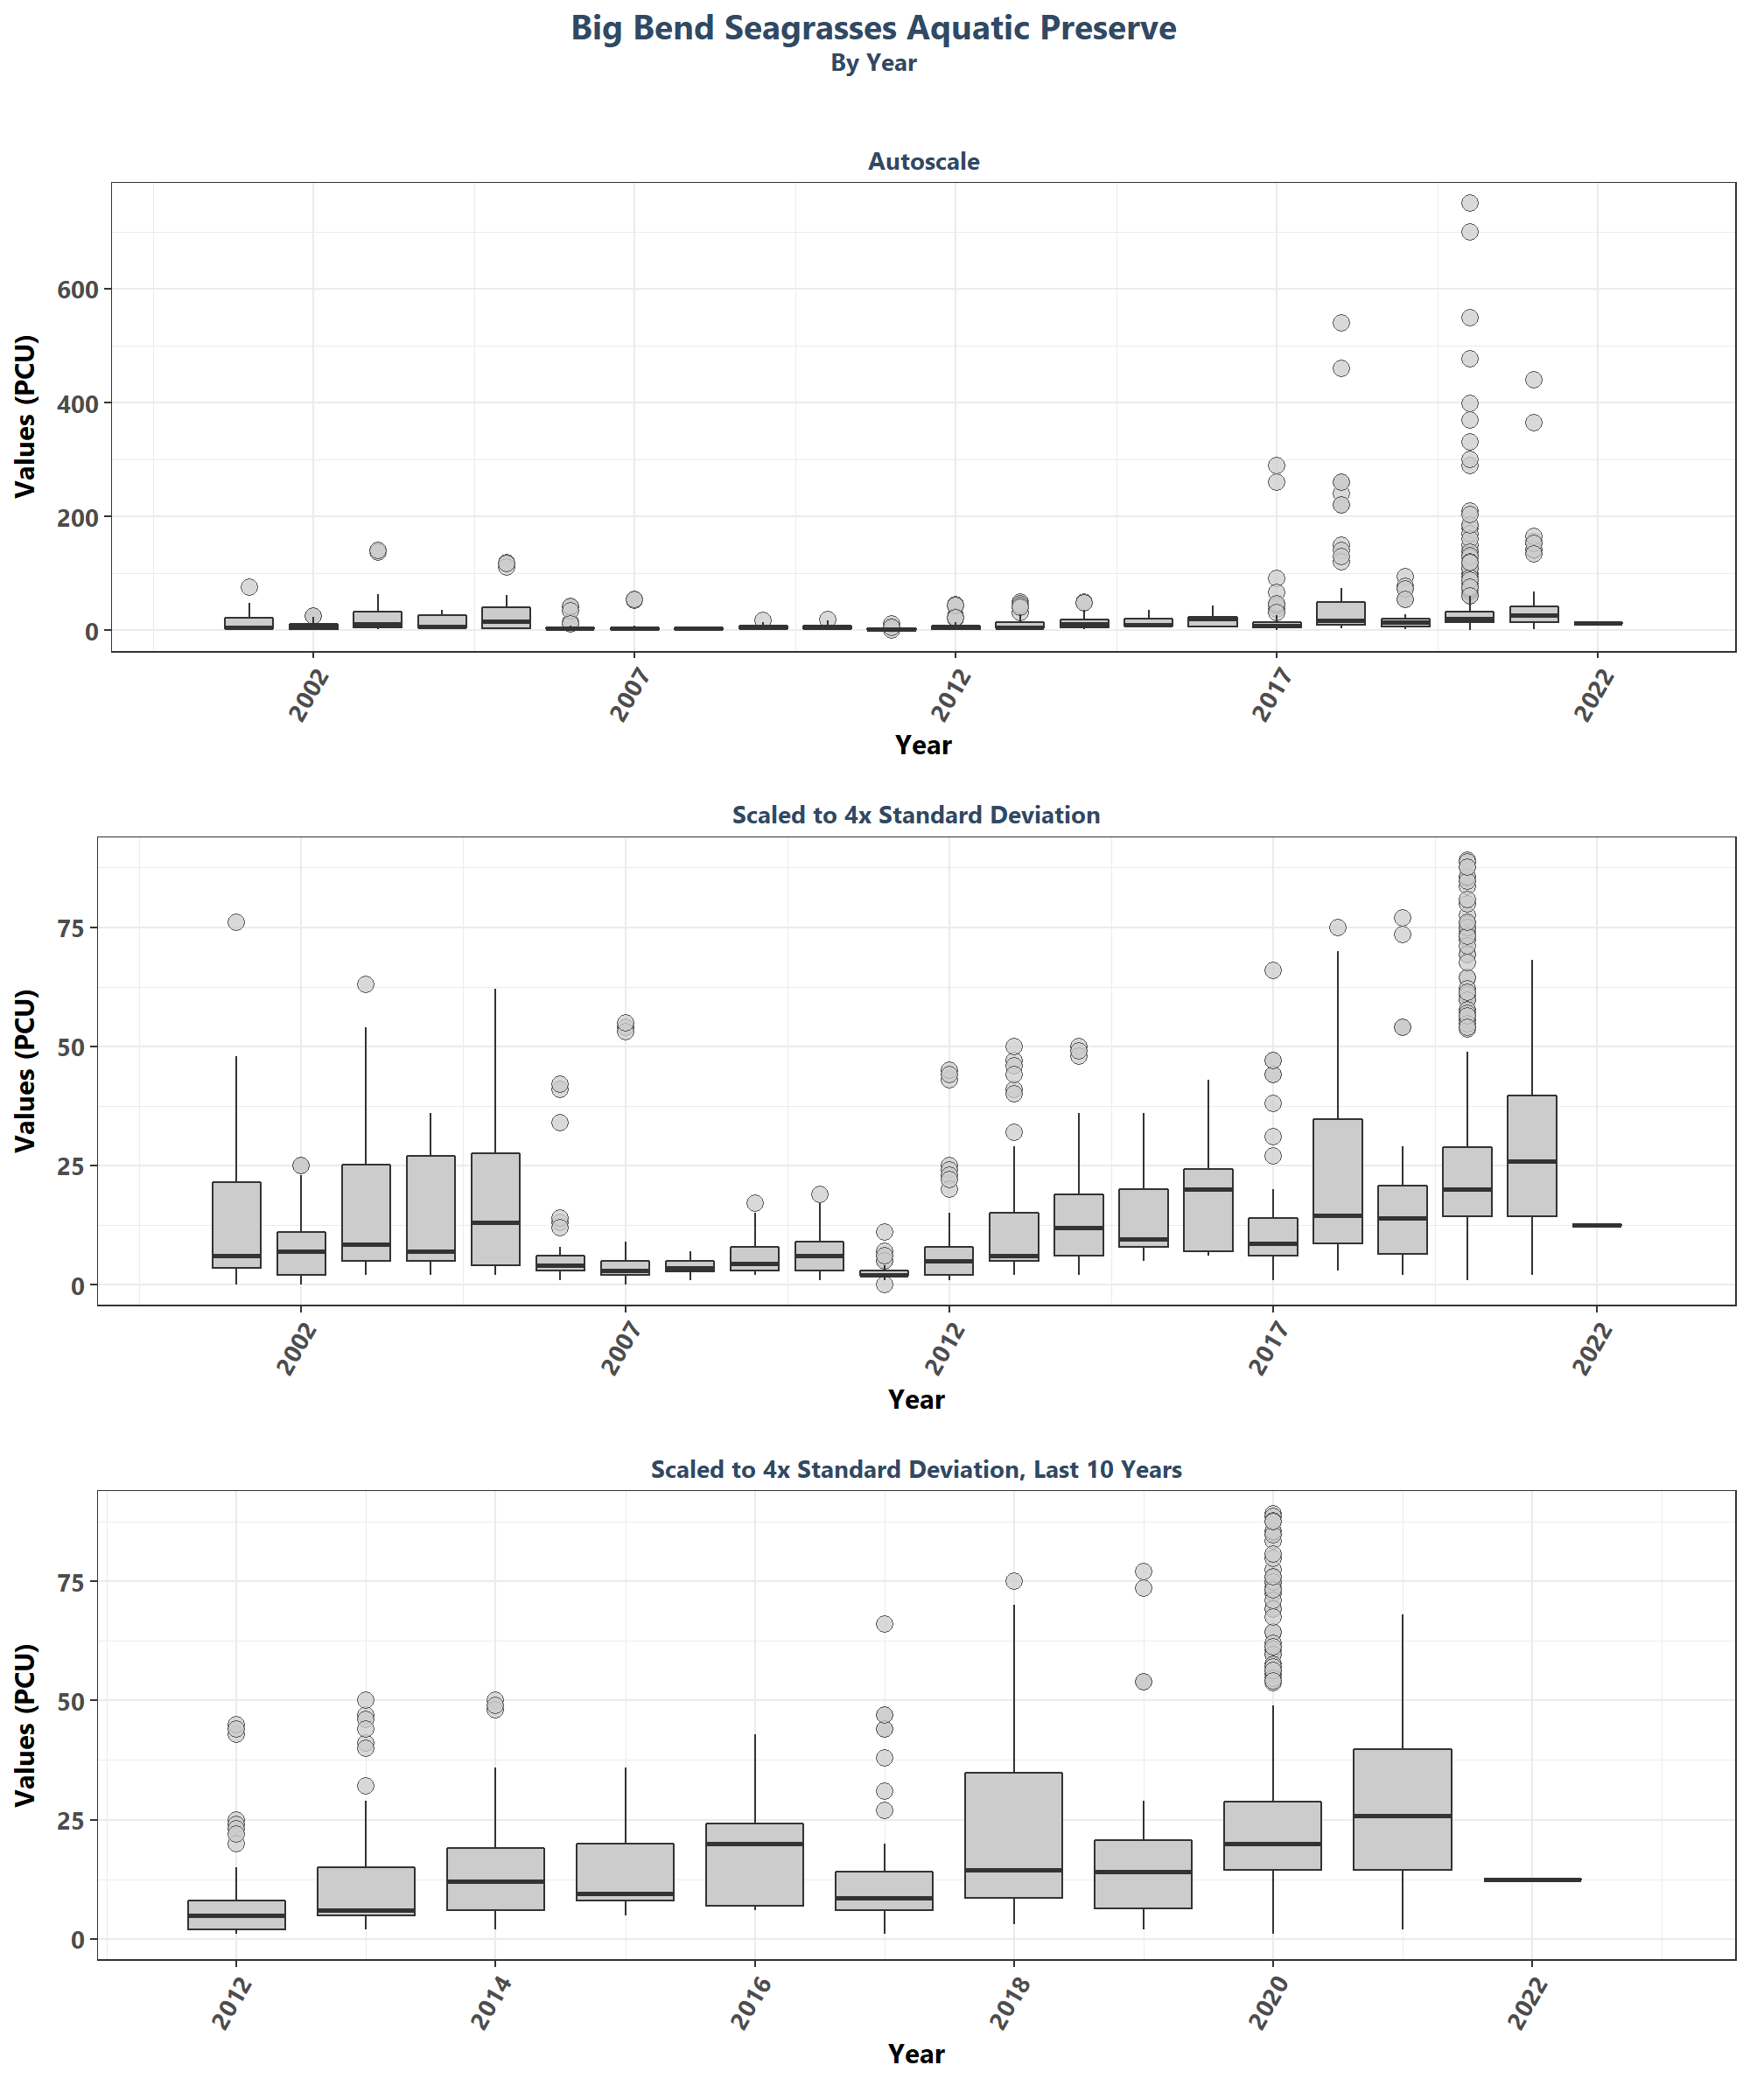 Big Bend Seagrasses Aquatic Preserve
By Year
Autoscale
Values (PCU)
600
400
200
0
2002
2007
2012
2017
2022
Year
Scaled to 4x Standard Deviation
Values (PCU)
75
50
25
0
2002
2007
2012
2017
2022
Year
Scaled to 4x Standard Deviation, Last 10 Years
Values (PCU)
75
50
25
0
2012
2014
2016
2018
2020
2022
Year